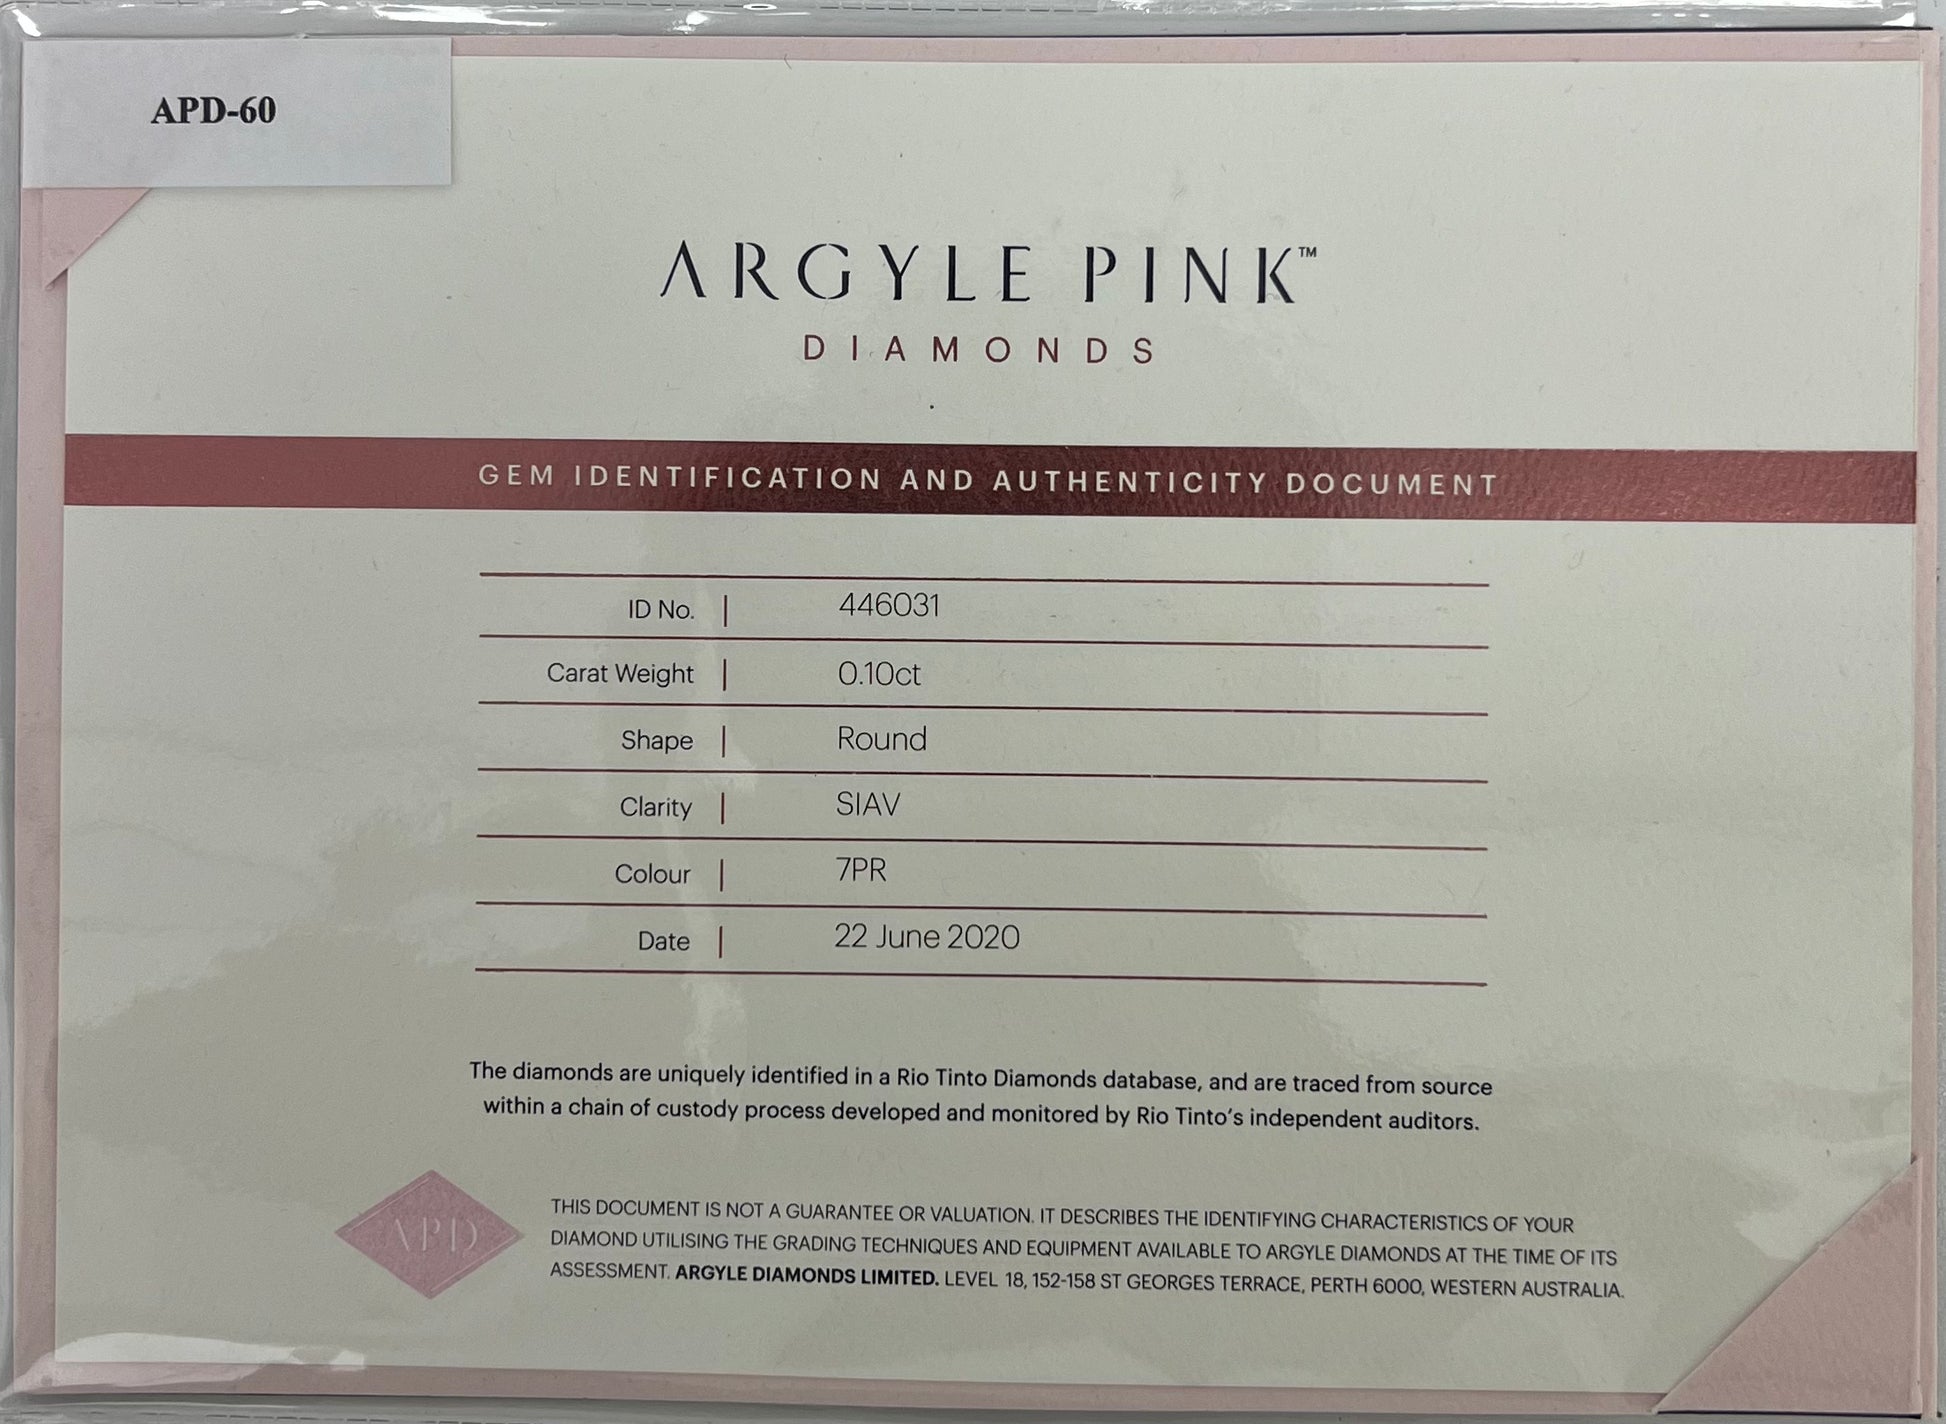 APD-60
ARGYLE PINK™
DIAMONDS
GEM IDENTIFICATION AND AUTHENTICITY DOCUMENT
ID No. | 446031
Carat Weight | 0.10ct
Shape | Round
Clarity | SIAV
Colour | 7PR
Date | 22 June 2020
The diamonds are uniquely identified in a Rio Tinto Diamonds database, and are traced from source
within a chain of custody process developed and monitored by Rio Tinto's independent auditors.
APD
THIS DOCUMENT IS NOT A GUARANTEE OR VALUATION. IT DESCRIBES THE IDENTIFYING CHARACTERISTICS OF YOUR
DIAMOND UTILISING THE GRADING TECHNIQUES AND EQUIPMENT AVAILABLE TO ARGYLE DIAMONDS AT THE TIME OF ITS
ASSESSMENT. ARGYLE DIAMONDS LIMITED. LEVEL 18, 152-158 ST GEORGES TERRACE, PERTH 6000, WESTERN AUSTRALIA.